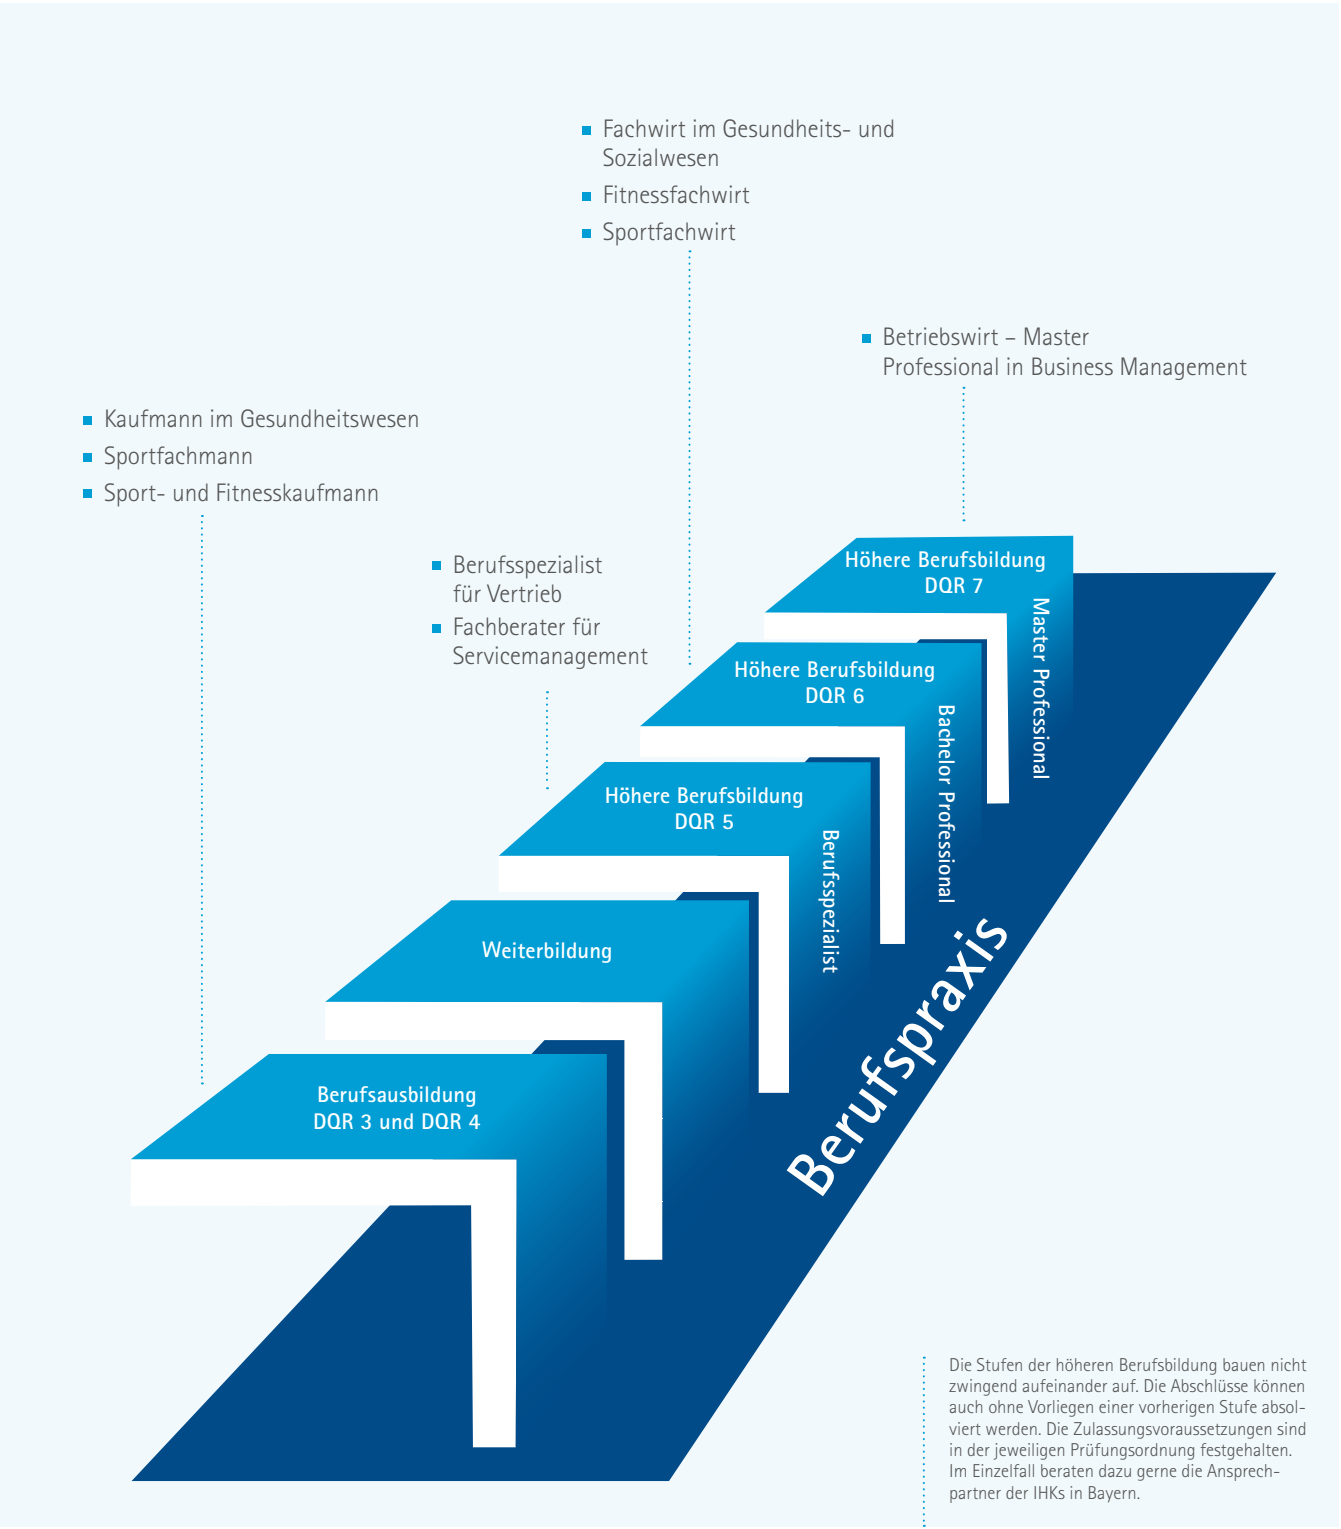 Fachwirt im Gesundheits- und
Sozialwesen
Fitnessfachwirt
Sportfachwirt
Betriebswirt – Master
Professional in Business Management
Kaufmann im Gesundheitswesen
Sportfachmann
Sport- und Fitnesskaufmann
Berufsspezialist
für Vertrieb
Fachberater für
Servicemanagement
Höhere Berufsbildung
DQR 7
Master Professional
Höhere Berufsbildung
DQR 6
Bachelor Professional
Höhere Berufsbildung
DQR 5
Berufsspezialist
Weiterbildung
Berufsausbildung
DQR 3 und DQR 4
Berufspraxis
Die Stufen der höheren Berufsbildung bauen nicht
zwingend aufeinander auf. Die Abschlüsse können
auch ohne Vorliegen einer vorherigen Stufe absol-
viert werden. Die Zulassungsvoraussetzungen sind
in der jeweiligen Prüfungsordnung festgehalten.
Im Einzelfall beraten dazu gerne die Ansprech-
partner der IHKs in Bayern.